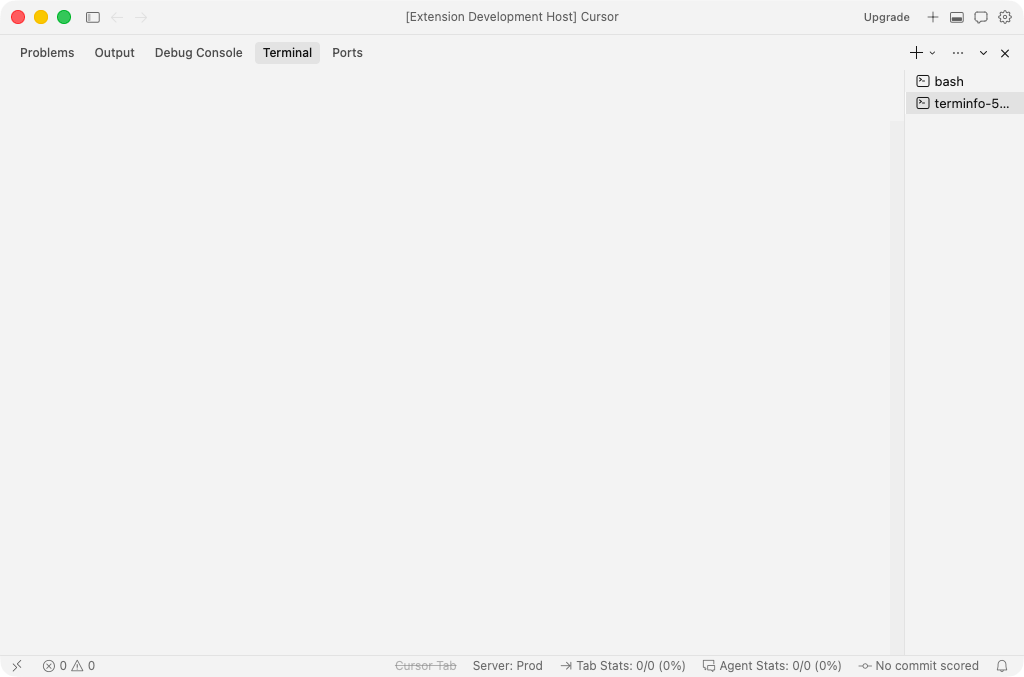 [Extension Development Host] Cursor
Upgrade
Problems Output Debug Console Terminal Ports
bash
terminfo-5...
0 0 Cursor Tab Server: Prod Tab Stats: 0/0 (0%) Agent Stats: 0/0 (0%) No commit scored